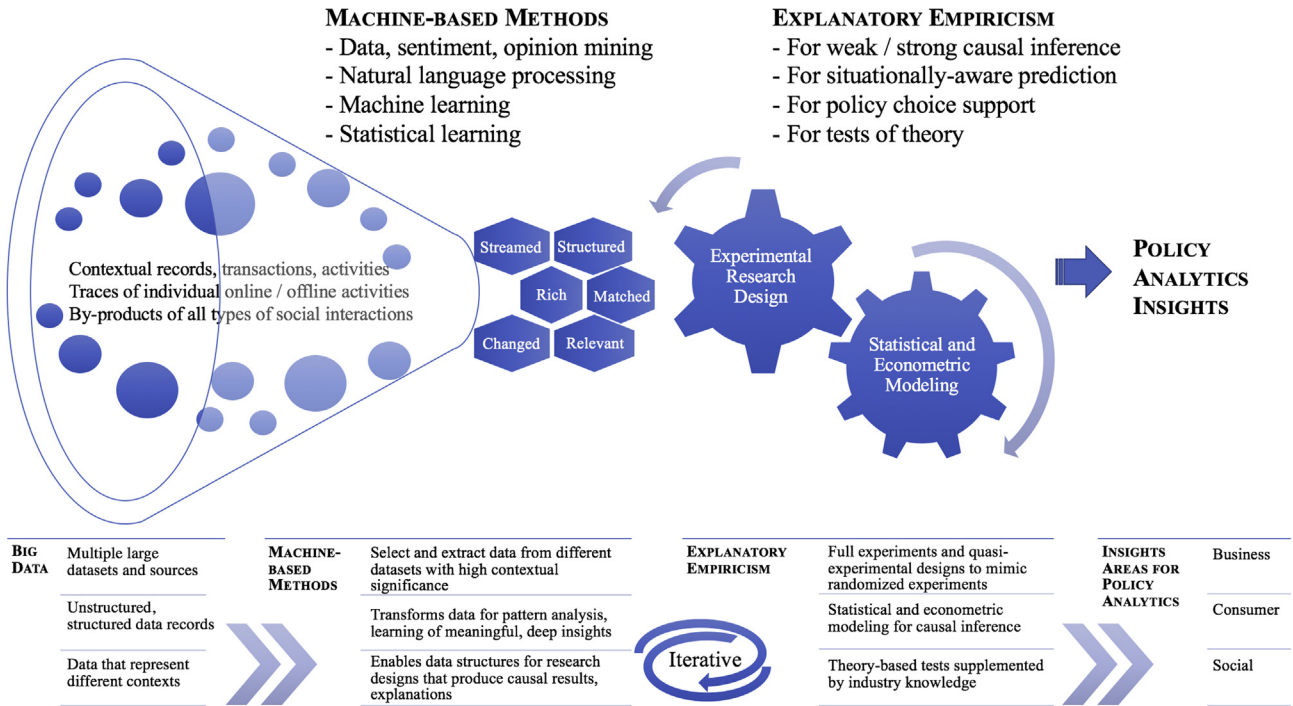 MACHINE-BASED METHODS
- Data, sentiment, opinion mining
- Natural language processing
- Machine learning
- Statistical learning
EXPLANATORY EMPIRICISM
- For weak / strong causal inference
- For situationally-aware prediction
- For policy choice support
- For tests of theory
Contextual records, transactions, activities
Traces of individual online / offline activities
By-products of all types of social interactions
Streamed
Structured
Rich
Matched
Changed
Relevant
Experimental
Research
Design
Statistical and
Econometric
Modeling
POLICY
ANALYTICS
INSIGHTS
BIG
DATA
Multiple large
datasets and sources
Unstructured,
structured data records
Data that represent
different contexts
MACHINE-
BASED
METHODS
Select and extract data from different
datasets with high contextual
significance
Transforms data for pattern analysis,
learning of meaningful, deep insights
Enables data structures for research
designs that produce causal results,
explanations
Iterative
EXPLANATORY
EMPIRICISM
Full experiments and quasi-
experimental designs to mimic
randomized experiments
Statistical and econometric
modeling for causal inference
Theory-based tests supplemented
by industry knowledge
INSIGHTS
AREAS FOR
POLICY
ANALYTICS
Business
Consumer
Social